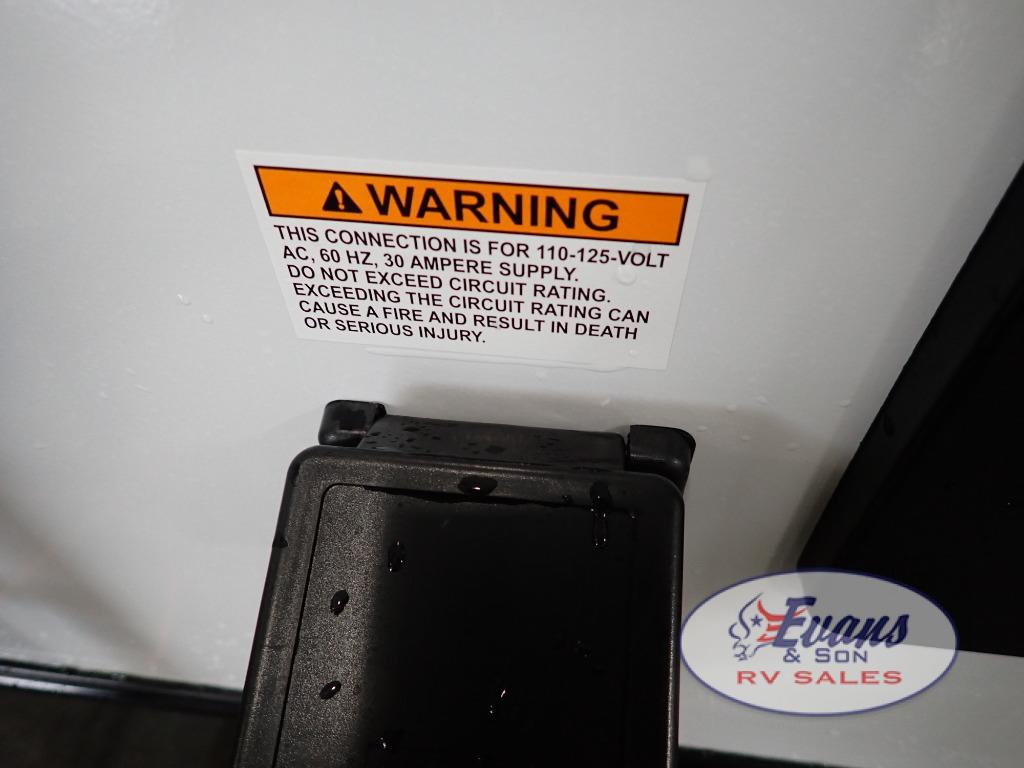 WARNING
THIS CONNECTION IS FOR 110-125-VOLT
AC, 60 HZ, 30 AMPERE SUPPLY.
DO NOT EXCEED CIRCUIT RATING.
EXCEEDING THE CIRCUIT RATING CAN
CAUSE A FIRE AND RESULT IN DEATH
OR SERIOUS INJURY.
Evans
& SON
RV SALES